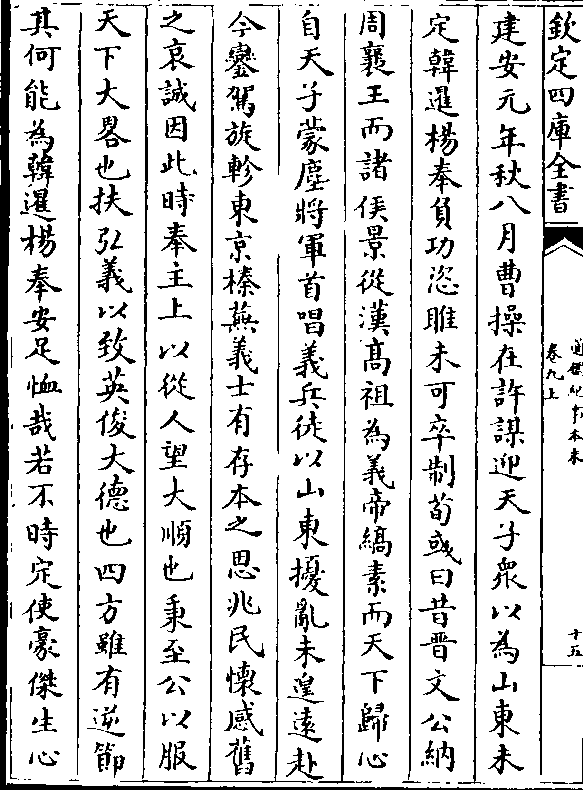 欽定四庫全書
通鑑紀事本末
卷九上
十五
建安元年秋八月曹操在許謀迎天子衆以為山東未
定韓暹楊奉負功恣睢未可卒制荀彧曰昔晋文公納
周襄王而諸侯景從漢髙祖為義帝縞素而天下歸心
自天子蒙塵將軍首唱義兵徒以山東擾亂未遑逺赴
今鑾駕旋軫東京榛蕪義士有存本之思兆民懷感舊
之哀誠因此時奉主上以從人望大順也秉至公以服
天下大畧也扶弘義以致英俊大德也四方雖有逆節
其何能為韓暹楊奉安足恤哉若不時定使豪傑生心